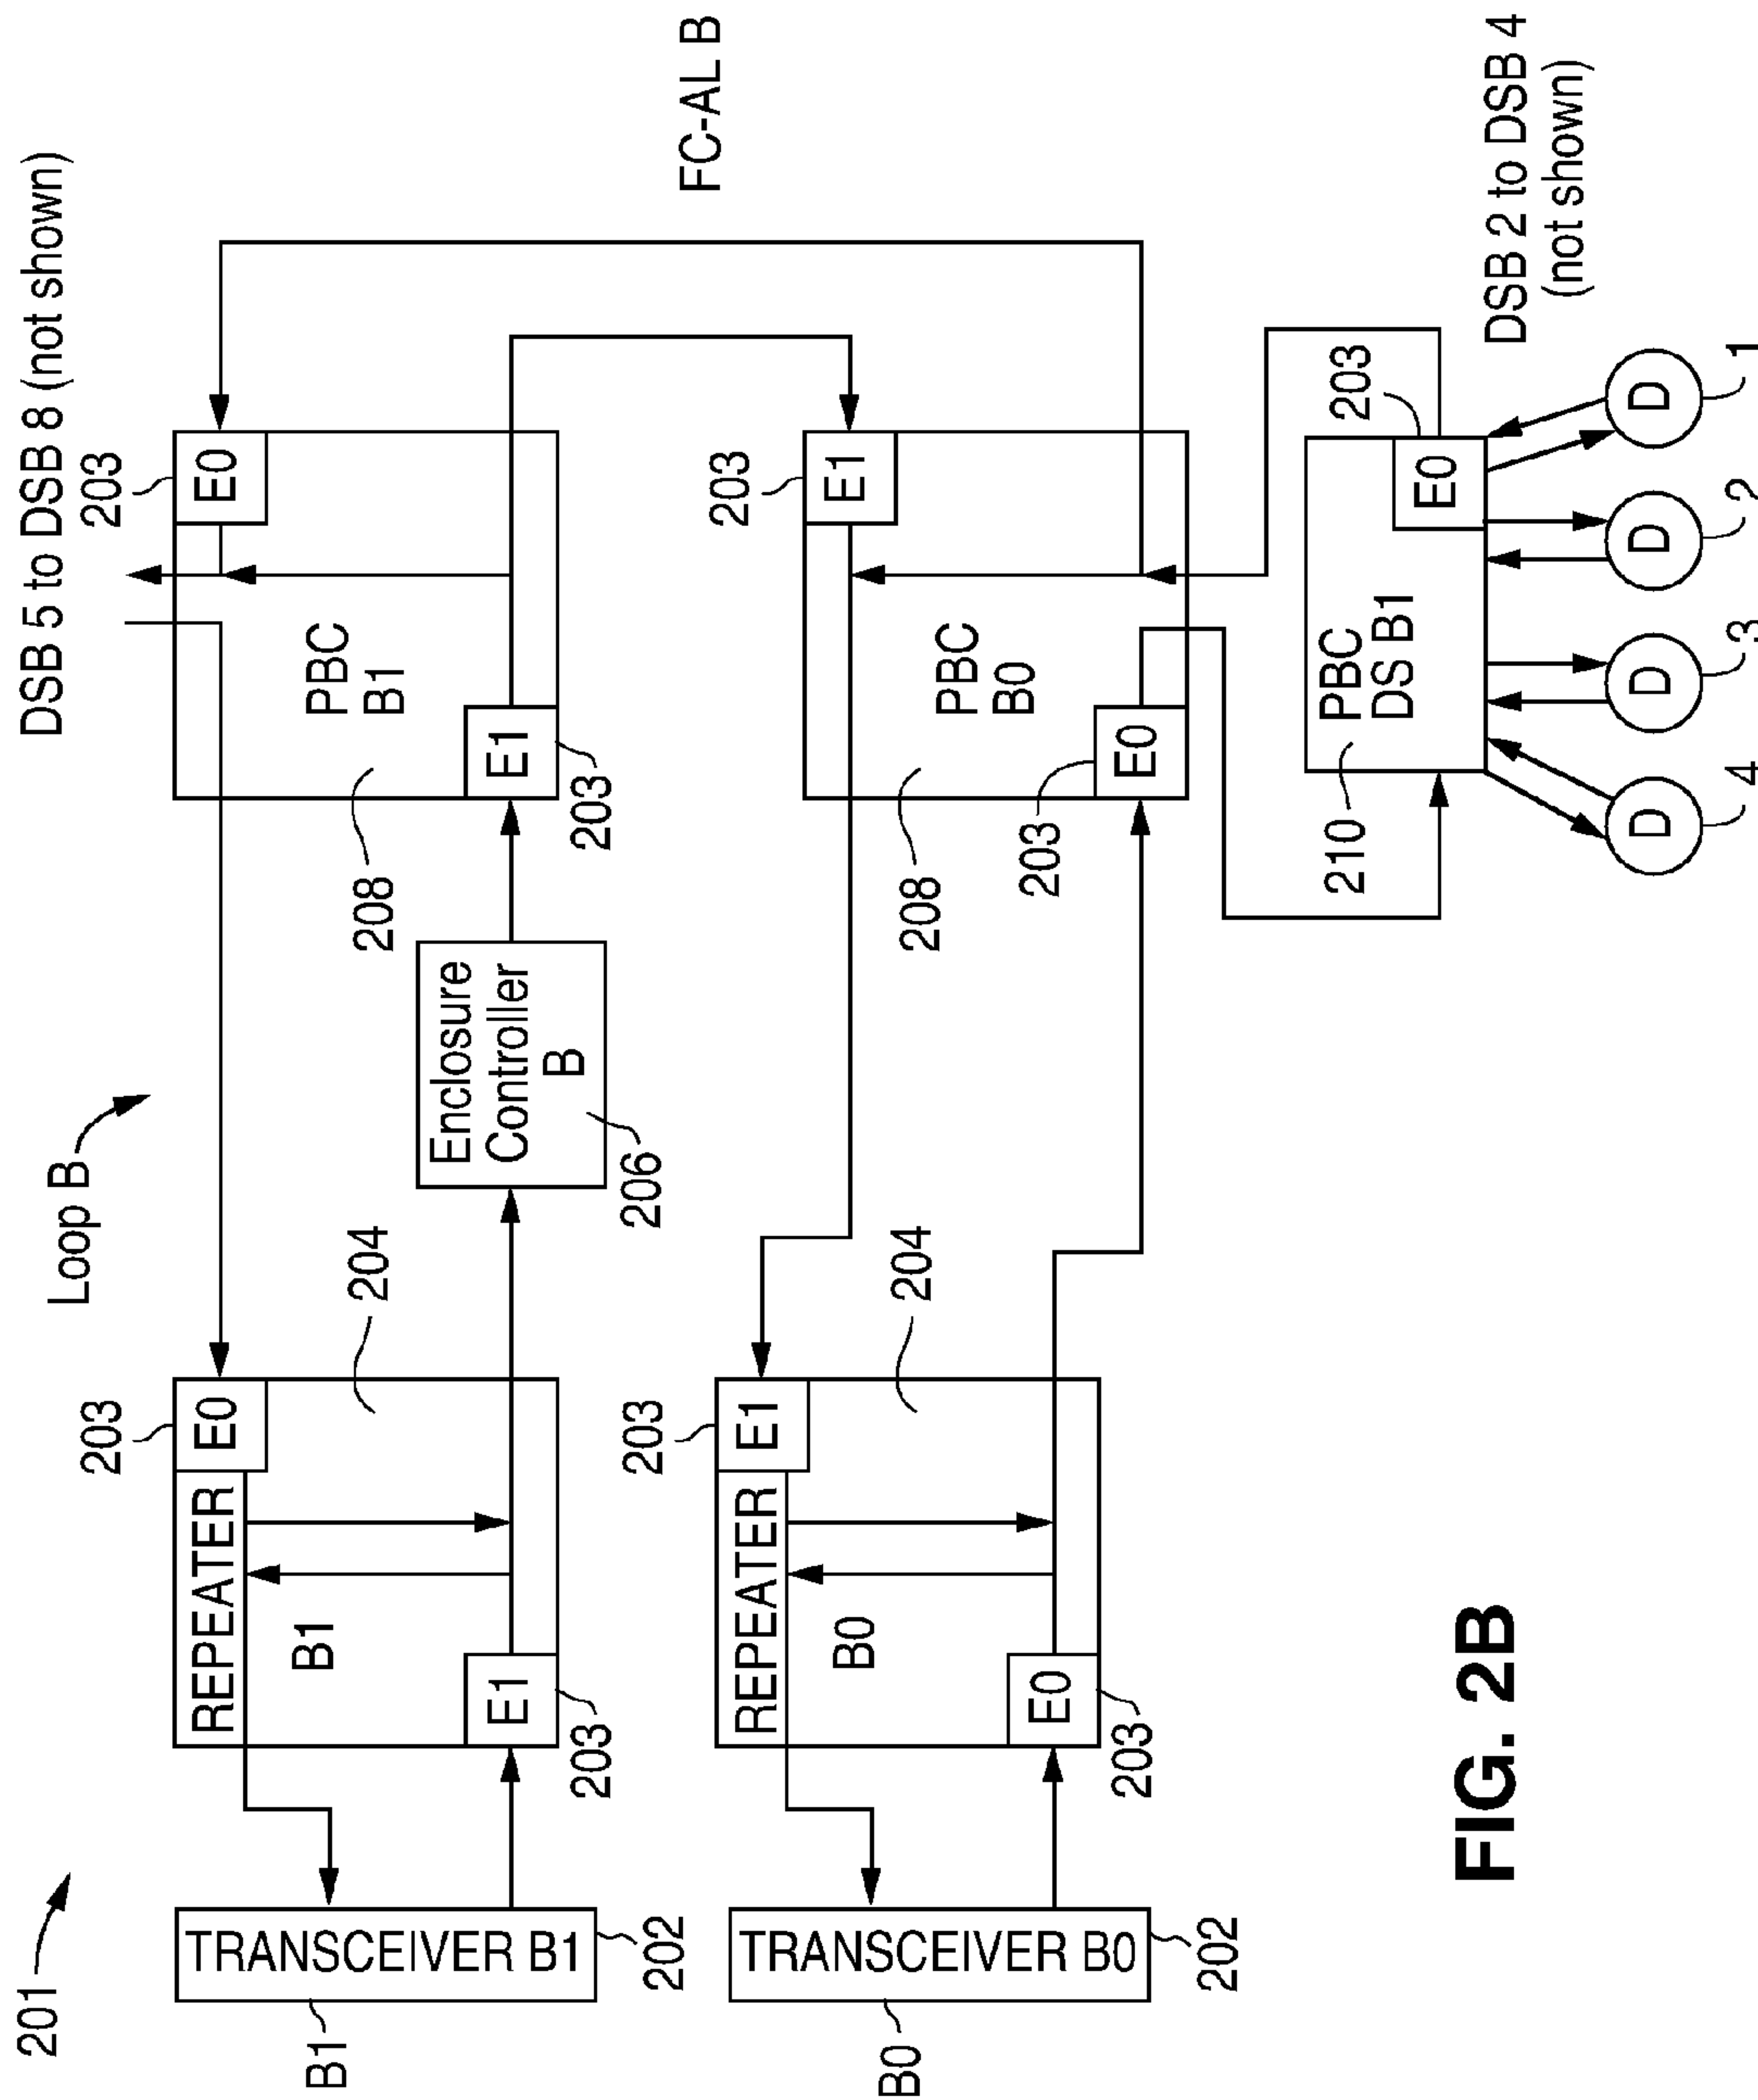 201
Loop B
DSB 5 to DSB 8 (not shown)
FC-AL B
B1
TRANSCEIVER B1
202
203
REPEATER
E0
B1
E1
203
204
Enclosure
Controller
B
206
203
E0
PBC
B1
E1
203
208
B0
TRANSCEIVER B0
202
203
REPEATER
E1
B0
E0
203
204
203
E1
PBC
B0
E0
203
208
PBC
DS B1
E0
203
210
DSB 2 to DSB 4
(not shown)
D
4
D
3
D
2
D
1
FIG. 2B